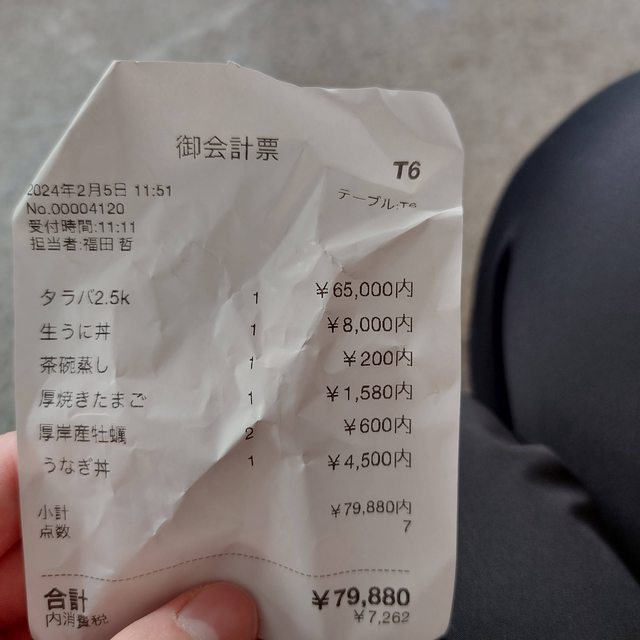 御会計票
T6
2024年2月5日 11:51
テーブル:T6
No.00004120
受付時間:11:11
担当者:福田 哲
タラバ2.5k 1 ¥65,000内
生うに丼 1 ¥8,000内
茶碗蒸し 1 ¥200内
厚焼きたまご 1 ¥1,580内
厚岸産牡蠣 2 ¥600内
うなぎ丼 1 ¥4,500内
小計 ¥79,880内
点数 7
合計 ¥79,880
内消費税 ¥7,262